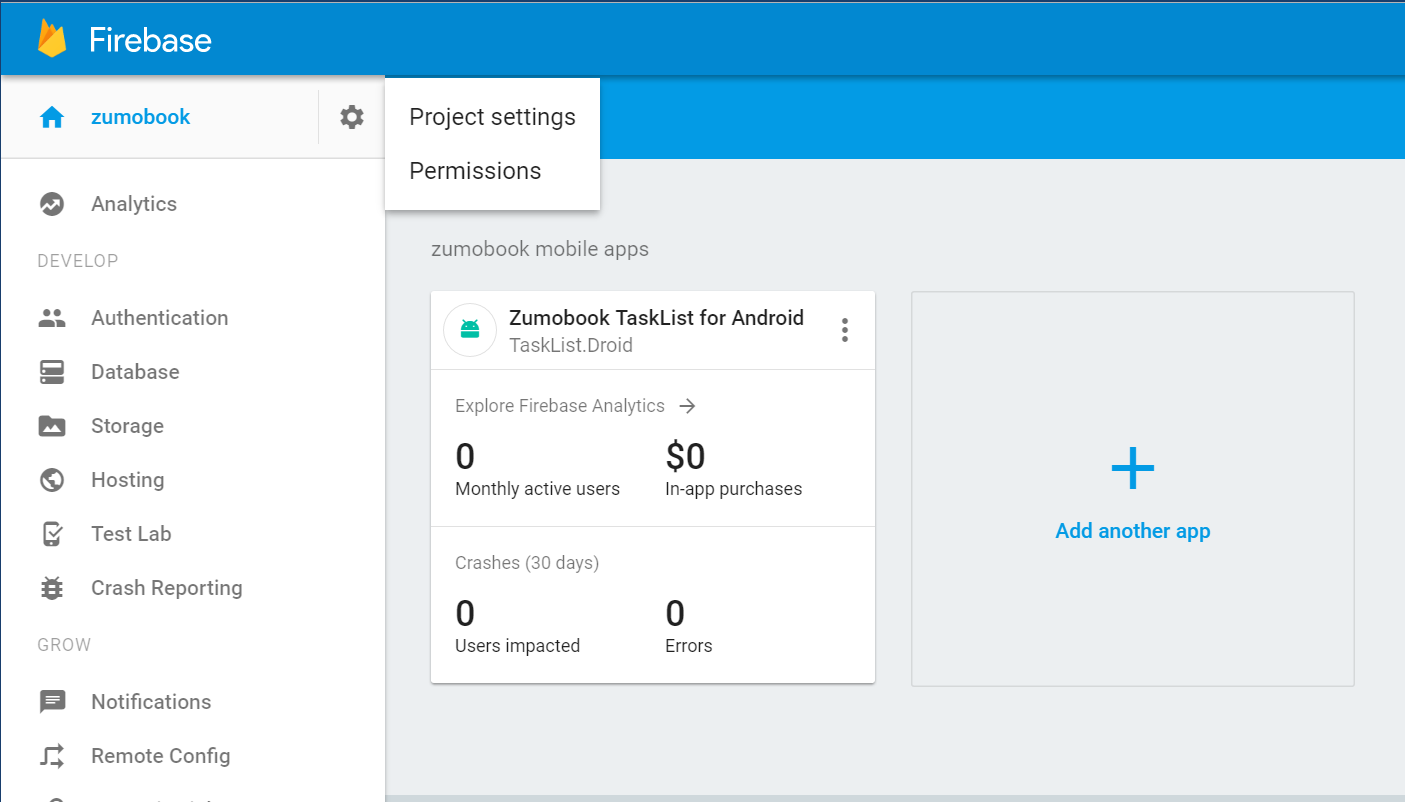 Firebase
zumobook
Project settings
Permissions
Analytics
DEVELOP
Authentication
Database
Storage
Hosting
Test Lab
Crash Reporting
GROW
Notifications
Remote Config
zumobook mobile apps
Zumobook TaskList for Android
TaskList.Droid
Explore Firebase Analytics
0 $0
Monthly active users In-app purchases
Crashes (30 days)
0 0
Users impacted Errors
Add another app